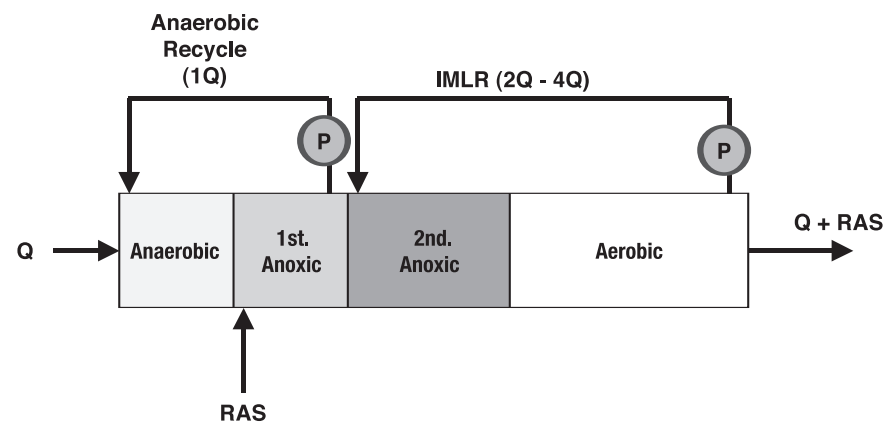 Anaerobic
Recycle
(1Q)
IMLR (2Q - 4Q)
P
P
Q
Anaerobic
1st.
Anoxic
2nd.
Anoxic
Aerobic
Q + RAS
RAS